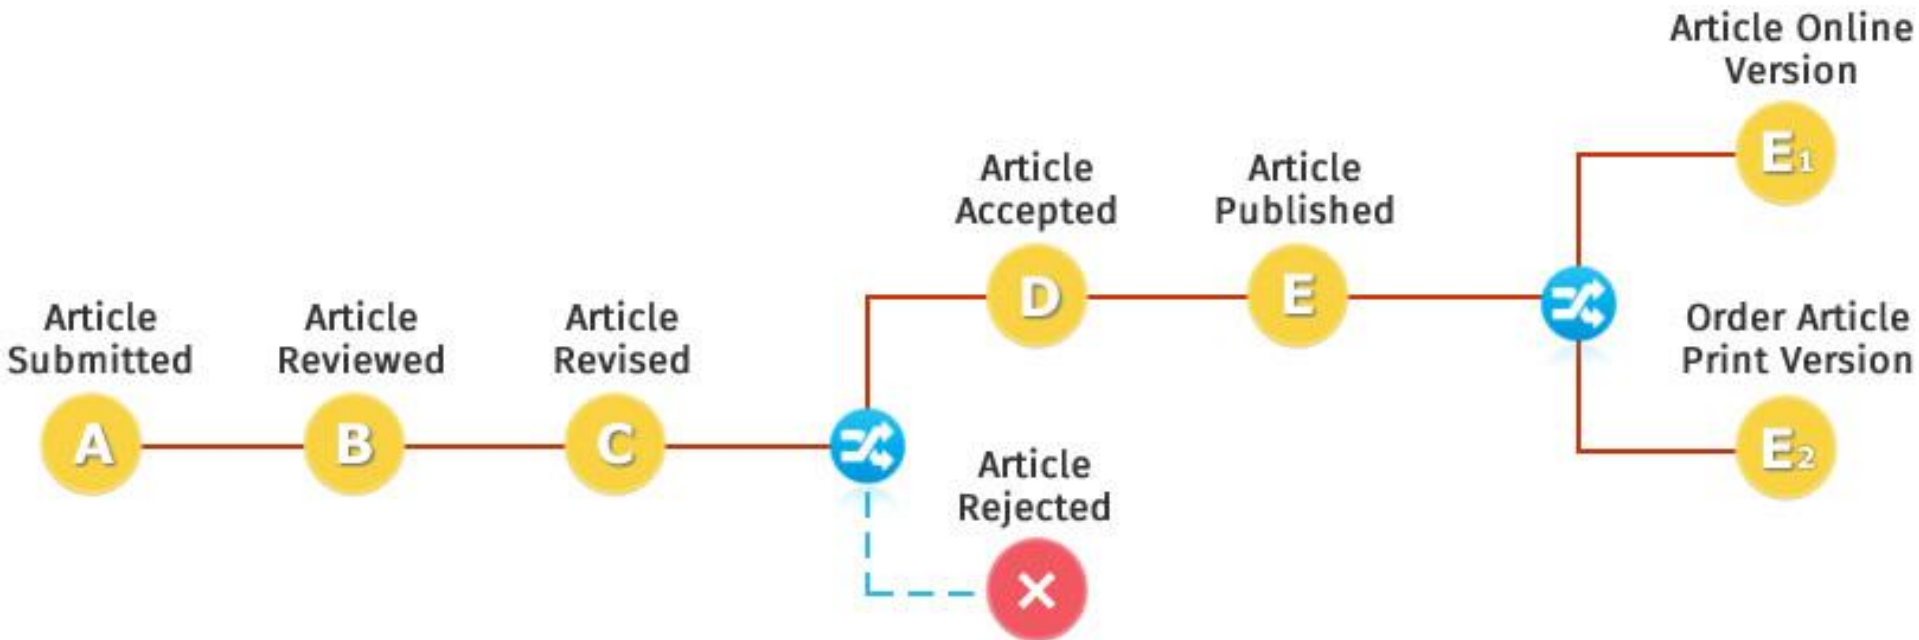 Article Online
Version
E1
Article
Accepted
D
Article
Published
E
Article
Submitted
A
Article
Reviewed
B
Article
Revised
C
Order Article
Print Version
E2
Article
Rejected